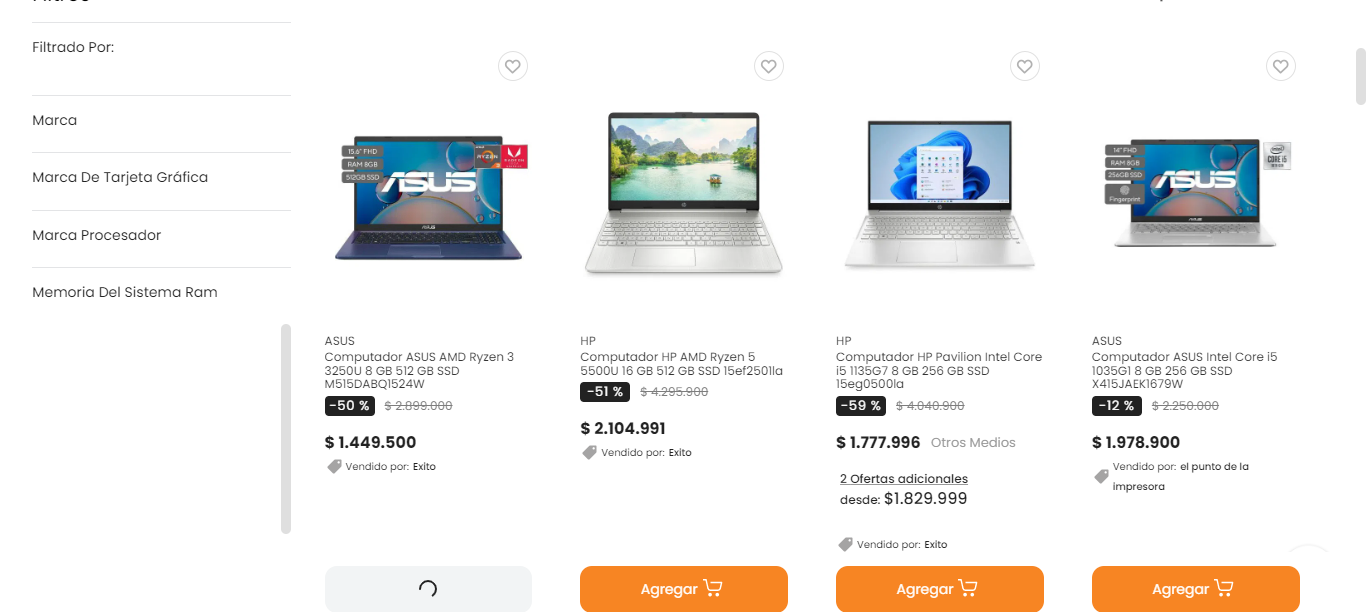 Filtrado Por:
Marca
Marca De Tarjeta Gráfica
Marca Procesador
Memoria Del Sistema Ram
15.6" FHD
RAM 8GB
512GB SSD
ASUS
RYZEN
RADEON
ASUS
Computador ASUS AMD Ryzen 3
3250U 8 GB 512 GB SSD
M515DABQ1524W
-50 % $ 2.899.000
$ 1.449.500
Vendido por: Exito
HP
Computador HP AMD Ryzen 5
5500U 16 GB 512 GB SSD 15ef2501la
-51 % $ 4.295.900
$ 2.104.991
Vendido por: Exito
Agregar
HP
Computador HP Pavilion Intel Core
i5 1135G7 8 GB 256 GB SSD
15eg0500la
-59 % $ 4.040.900
$ 1.777.996 Otros Medios
2 Ofertas adicionales
desde: $1.829.999
Vendido por: Exito
Agregar
14" FHD
RAM 8GB
256GB SSD
Fingerprint
ASUS
CORE i5
ASUS
Computador ASUS Intel Core i5
1035G1 8 GB 256 GB SSD
X415JAEK1679W
-12 % $ 2.250.000
$ 1.978.900
Vendido por: el punto de la
impresora
Agregar